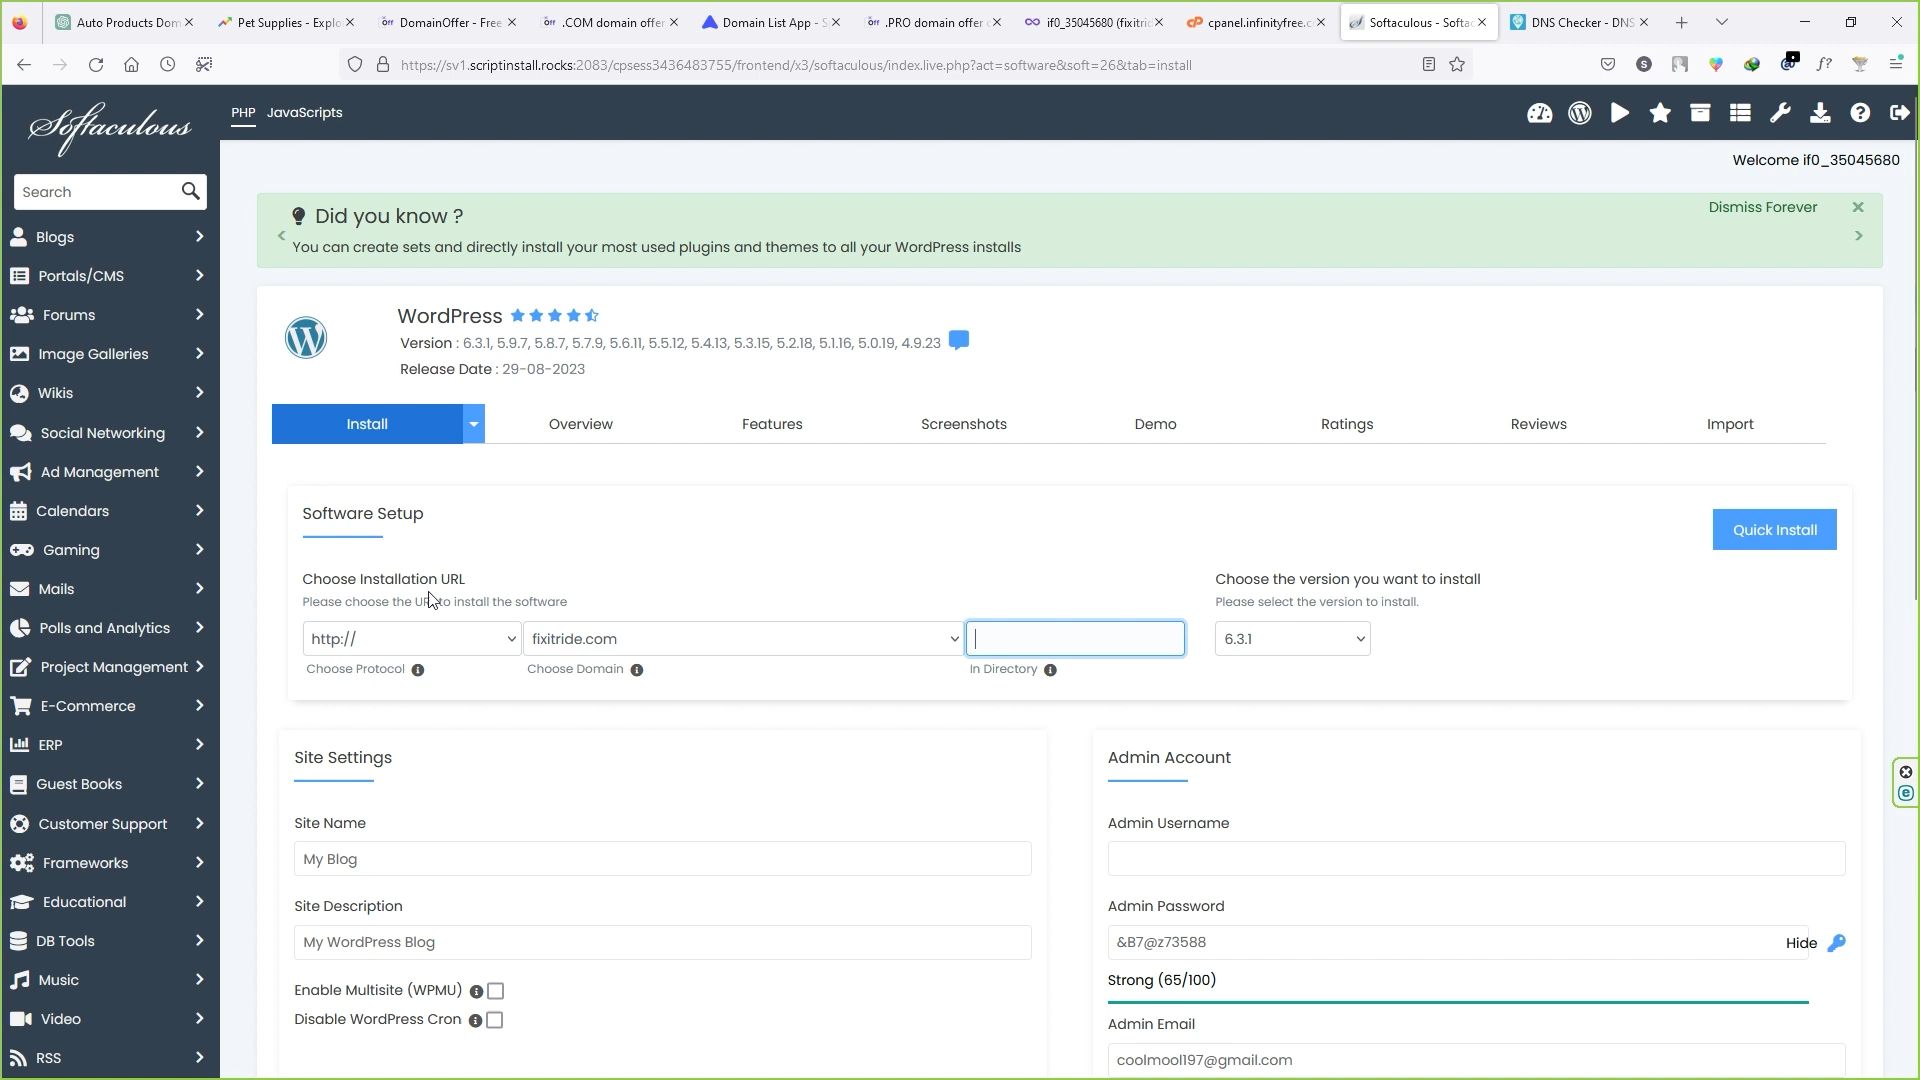 Auto Products Dom
Pet Supplies - Explo
DomainOffer - Free
.COM domain offer
Domain List App - S
.PRO domain offer c
if0_35045680 (fixitrid
cpanel.infinityfree.c
Softaculous - Softac
DNS Checker - DNS
https://sv1.scriptinstall.rocks:2083/cpsess3436483755/frontend/x3/softaculous/index.live.php?act=software&soft=26&tab=install
Softaculous
PHP JavaScripts
Welcome if0_35045680
Search
Did you know ?
Dismiss Forever
You can create sets and directly install your most used plugins and themes to all your WordPress installs
Blogs
Portals/CMS
Forums
Image Galleries
Wikis
Social Networking
Ad Management
Calendars
Gaming
Mails
Polls and Analytics
Project Management
E-Commerce
ERP
Guest Books
Customer Support
Frameworks
Educational
DB Tools
Music
Video
RSS
WordPress
Version : 6.3.1, 5.9.7, 5.8.7, 5.7.9, 5.6.11, 5.5.12, 5.4.13, 5.3.15, 5.2.18, 5.1.16, 5.0.19, 4.9.23
Release Date : 29-08-2023
Install
Overview
Features
Screenshots
Demo
Ratings
Reviews
Import
Software Setup
Quick Install
Choose Installation URL
Please choose the URL to install the software
http://
fixitride.com
Choose Protocol
Choose Domain
In Directory
Choose the version you want to install
Please select the version to install.
6.3.1
Site Settings
Site Name
My Blog
Site Description
My WordPress Blog
Enable Multisite (WPMU)
Disable WordPress Cron
Admin Account
Admin Username
Admin Password
&B7@z73588
Hide
Strong (65/100)
Admin Email
coolmool197@gmail.com